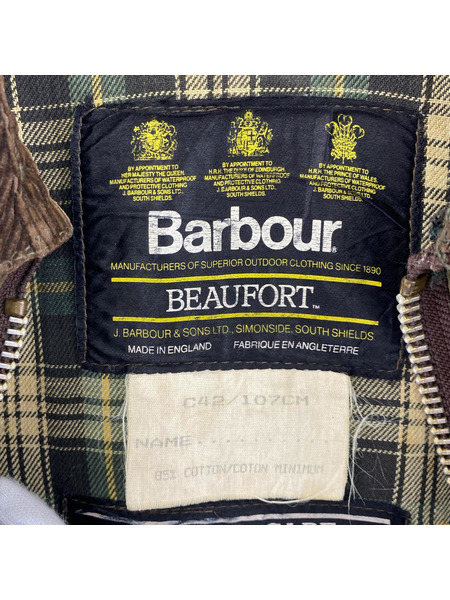 BY APPOINTMENT TO
HER MAJESTY THE QUEEN
MANUFACTURERS OF WATERPROOF
AND PROTECTIVE CLOTHING
J. BARBOUR & SONS LTD.,
SOUTH SHIELDS.
BY APPOINTMENT TO
H.R.H. THE DUKE OF EDINBURGH
MANUFACTURERS OF WATERPROOF
AND PROTECTIVE CLOTHING
J. BARBOUR & SONS LTD.,
SOUTH SHIELDS.
BY APPOINTMENT TO
H.R.H. THE PRINCE OF WALES
MANUFACTURERS OF WATERPROOF
AND PROTECTIVE CLOTHING
J. BARBOUR & SONS LTD.,
SOUTH SHIELDS.
Barbour®
MANUFACTURERS OF SUPERIOR OUTDOOR CLOTHING SINCE 1890
BEAUFORT™
J. BARBOUR & SONS LTD., SIMONSIDE, SOUTH SHIELDS
MADE IN ENGLAND FABRIQUE EN ANGLETERRE
C42/107CM
NAME...............
85% COTTON/COTON MINIMUM
CARE